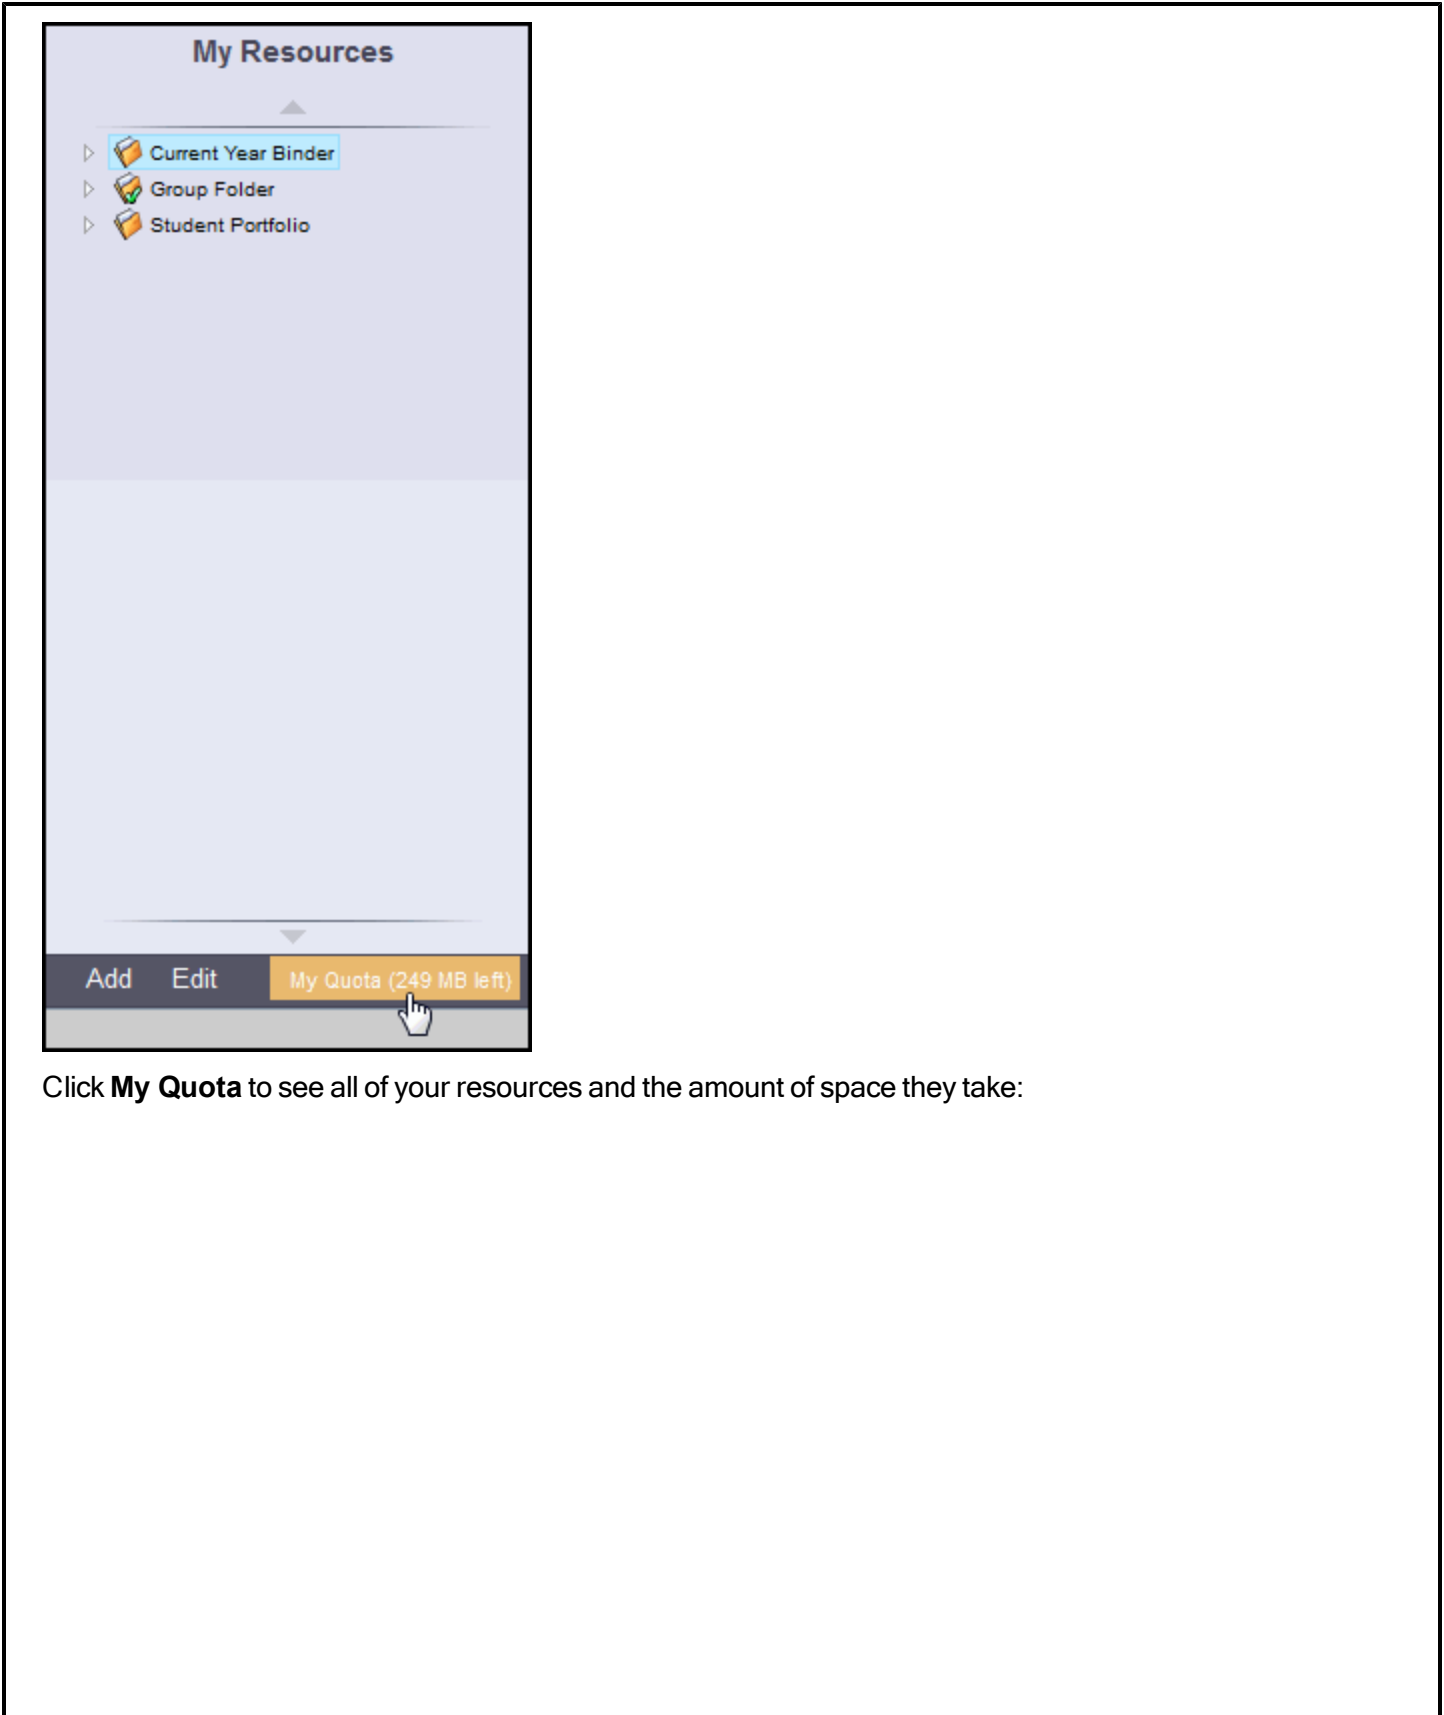 My Resources
Current Year Binder
Group Folder
Student Portfolio
Add Edit My Quota (249 MB left)
Click My Quota to see all of your resources and the amount of space they take: